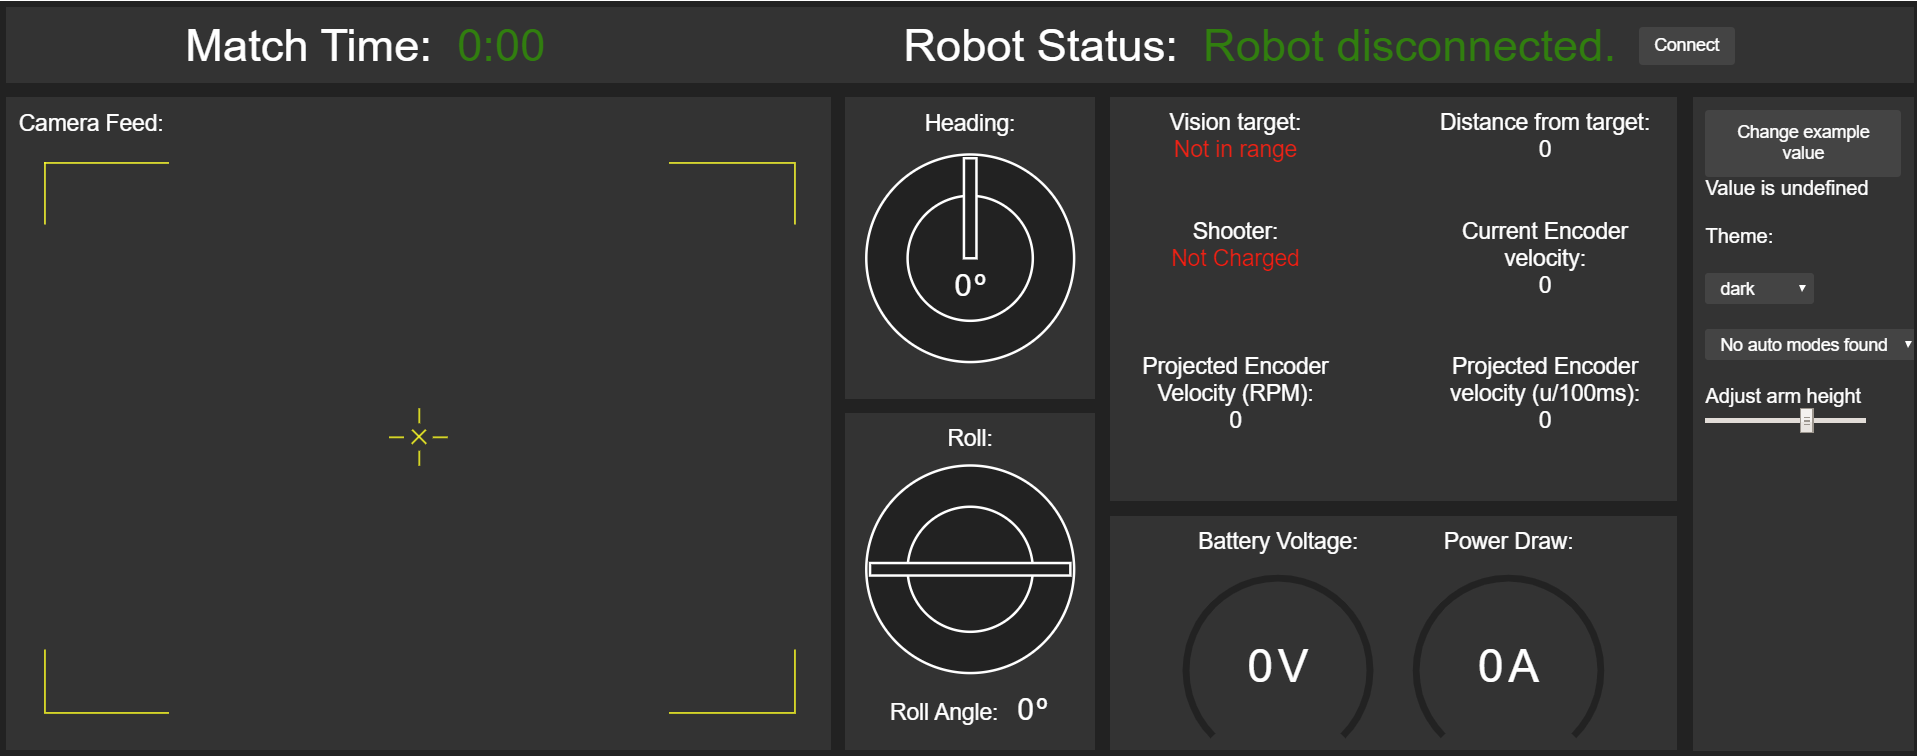 Match Time: 0:00
Robot Status: Robot disconnected. Connect
Camera Feed:
Heading:
0º
Roll:
Roll Angle: 0º
Vision target:
Not in range
Distance from target:
0
Shooter:
Not Charged
Current Encoder
velocity:
0
Projected Encoder
Velocity (RPM):
0
Projected Encoder
velocity (u/100ms):
0
Battery Voltage:
0V
Power Draw:
0A
Change example
value
Value is undefined
Theme:
dark
No auto modes found
Adjust arm height